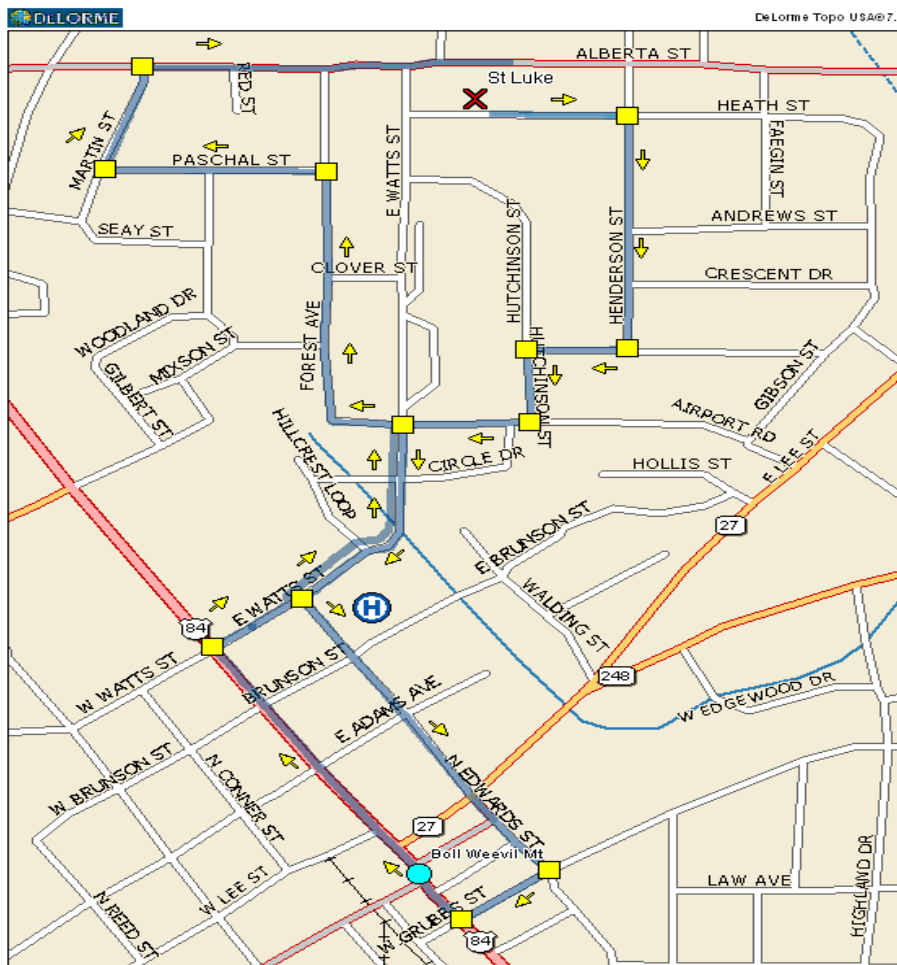 DELORME
DeLorme Topo USA® 7.
ALBERTA ST
St Luke
RED ST
HEATH ST
MARTIN ST
PASCHAL ST
E WATTS ST
FAEGIN ST
SEAY ST
HUTCHINSON ST
ANDREWS ST
CLOVER ST
HENDERSON ST
CRESCENT DR
WOODLAND DR
FOREST AVE
MIXSON ST
GILBERT ST
HUTCHINSON ST
GIBSON ST
AIRPORT RD
HILLCREST LOOP
CIRCLE DR
HOLLIS ST
E LEE ST
27
E BRUNSON ST
WALDING ST
E WATTS ST
H
84
W WATTS ST
BRUNSON ST
248
E ADAMS AVE
W EDGEWOOD DR
W BRUNSON ST
N CONNER ST
N EDWARDS ST
27
Boll Weevil Mt
W LEE ST
LAW AVE
HIGHLAND DR
N REED ST
W GRUBBS ST
84